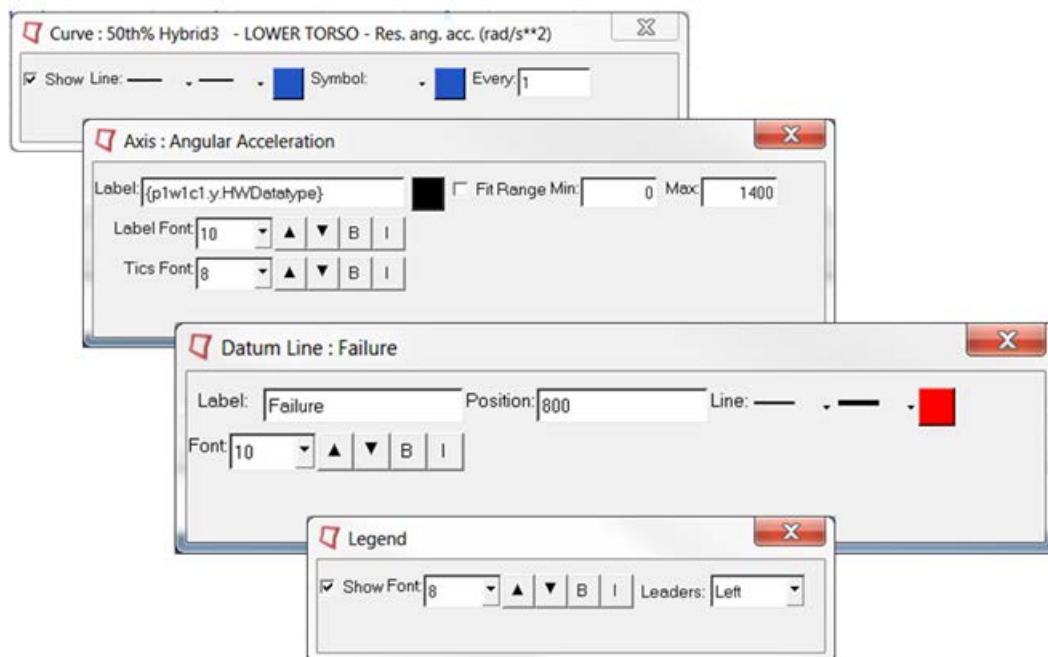 Curve : 50th% Hybrid3 - LOWER TORSO - Res. ang. acc. (rad/s**2)
Show Line: Symbol: Every: 1
Axis : Angular Acceleration
Label: {p1w1c1.y.HWDatatype} Fit Range Min: 0 Max: 1400
Label Font: 10 B I
Tics Font: 8 B I
Datum Line : Failure
Label: Failure Position: 800 Line:
Font: 10 B I
Legend
Show Font: 8 B I Leaders: Left